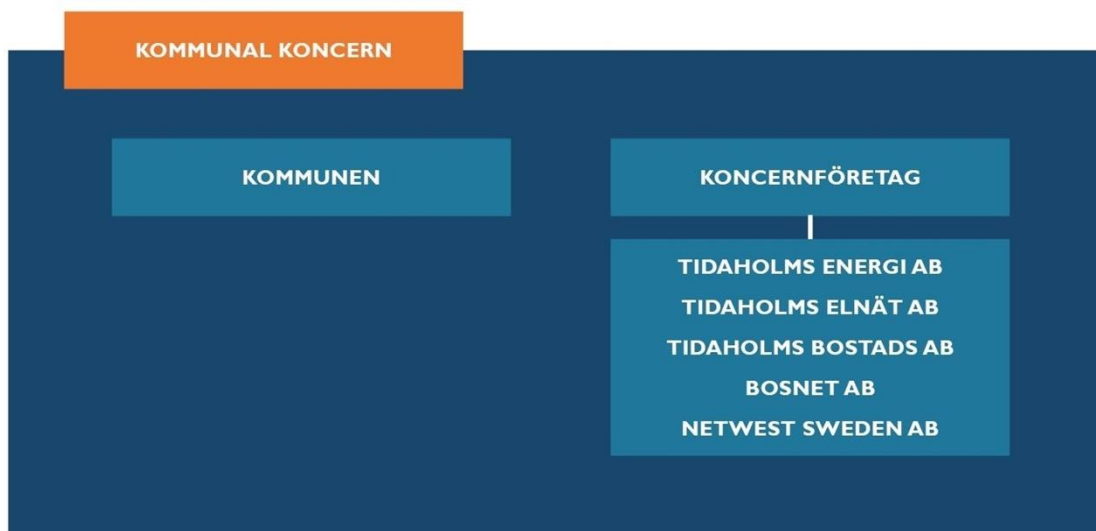 KOMMUNAL KONCERN
KOMMUNEN
KONCERNFÖRETAG
TIDAHOLMS ENERGI AB
TIDAHOLMS ELNÄT AB
TIDAHOLMS BOSTADS AB
BOSNET AB
NETWEST SWEDEN AB